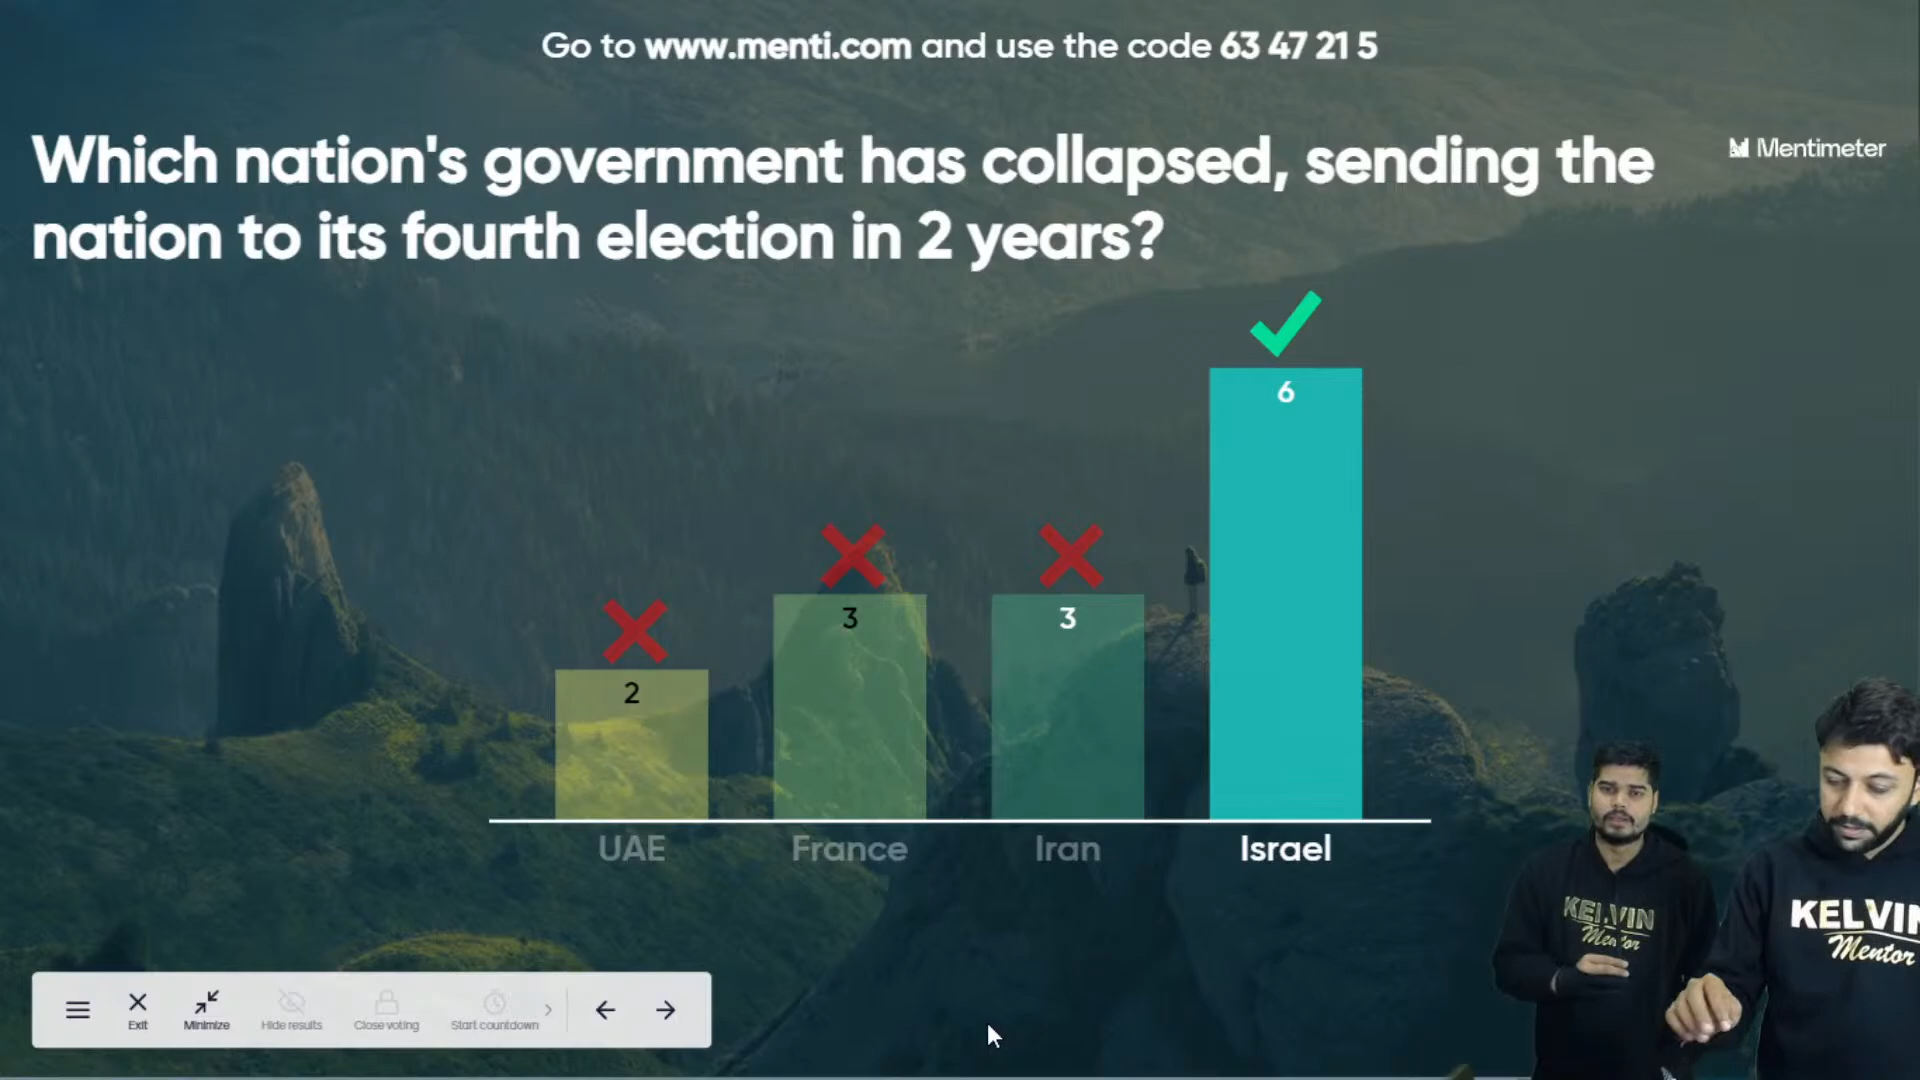 Go to www.menti.com and use the code 63 47 21 5
Which nation's government has collapsed, sending the
nation to its fourth election in 2 years?
Mentimeter
6
3
3
2
UAE
France
Iran
Israel
KELVIN
Mentor
KELVIN
Mentor
Exit
Minimize
Hide results
Close voting
Start countdown